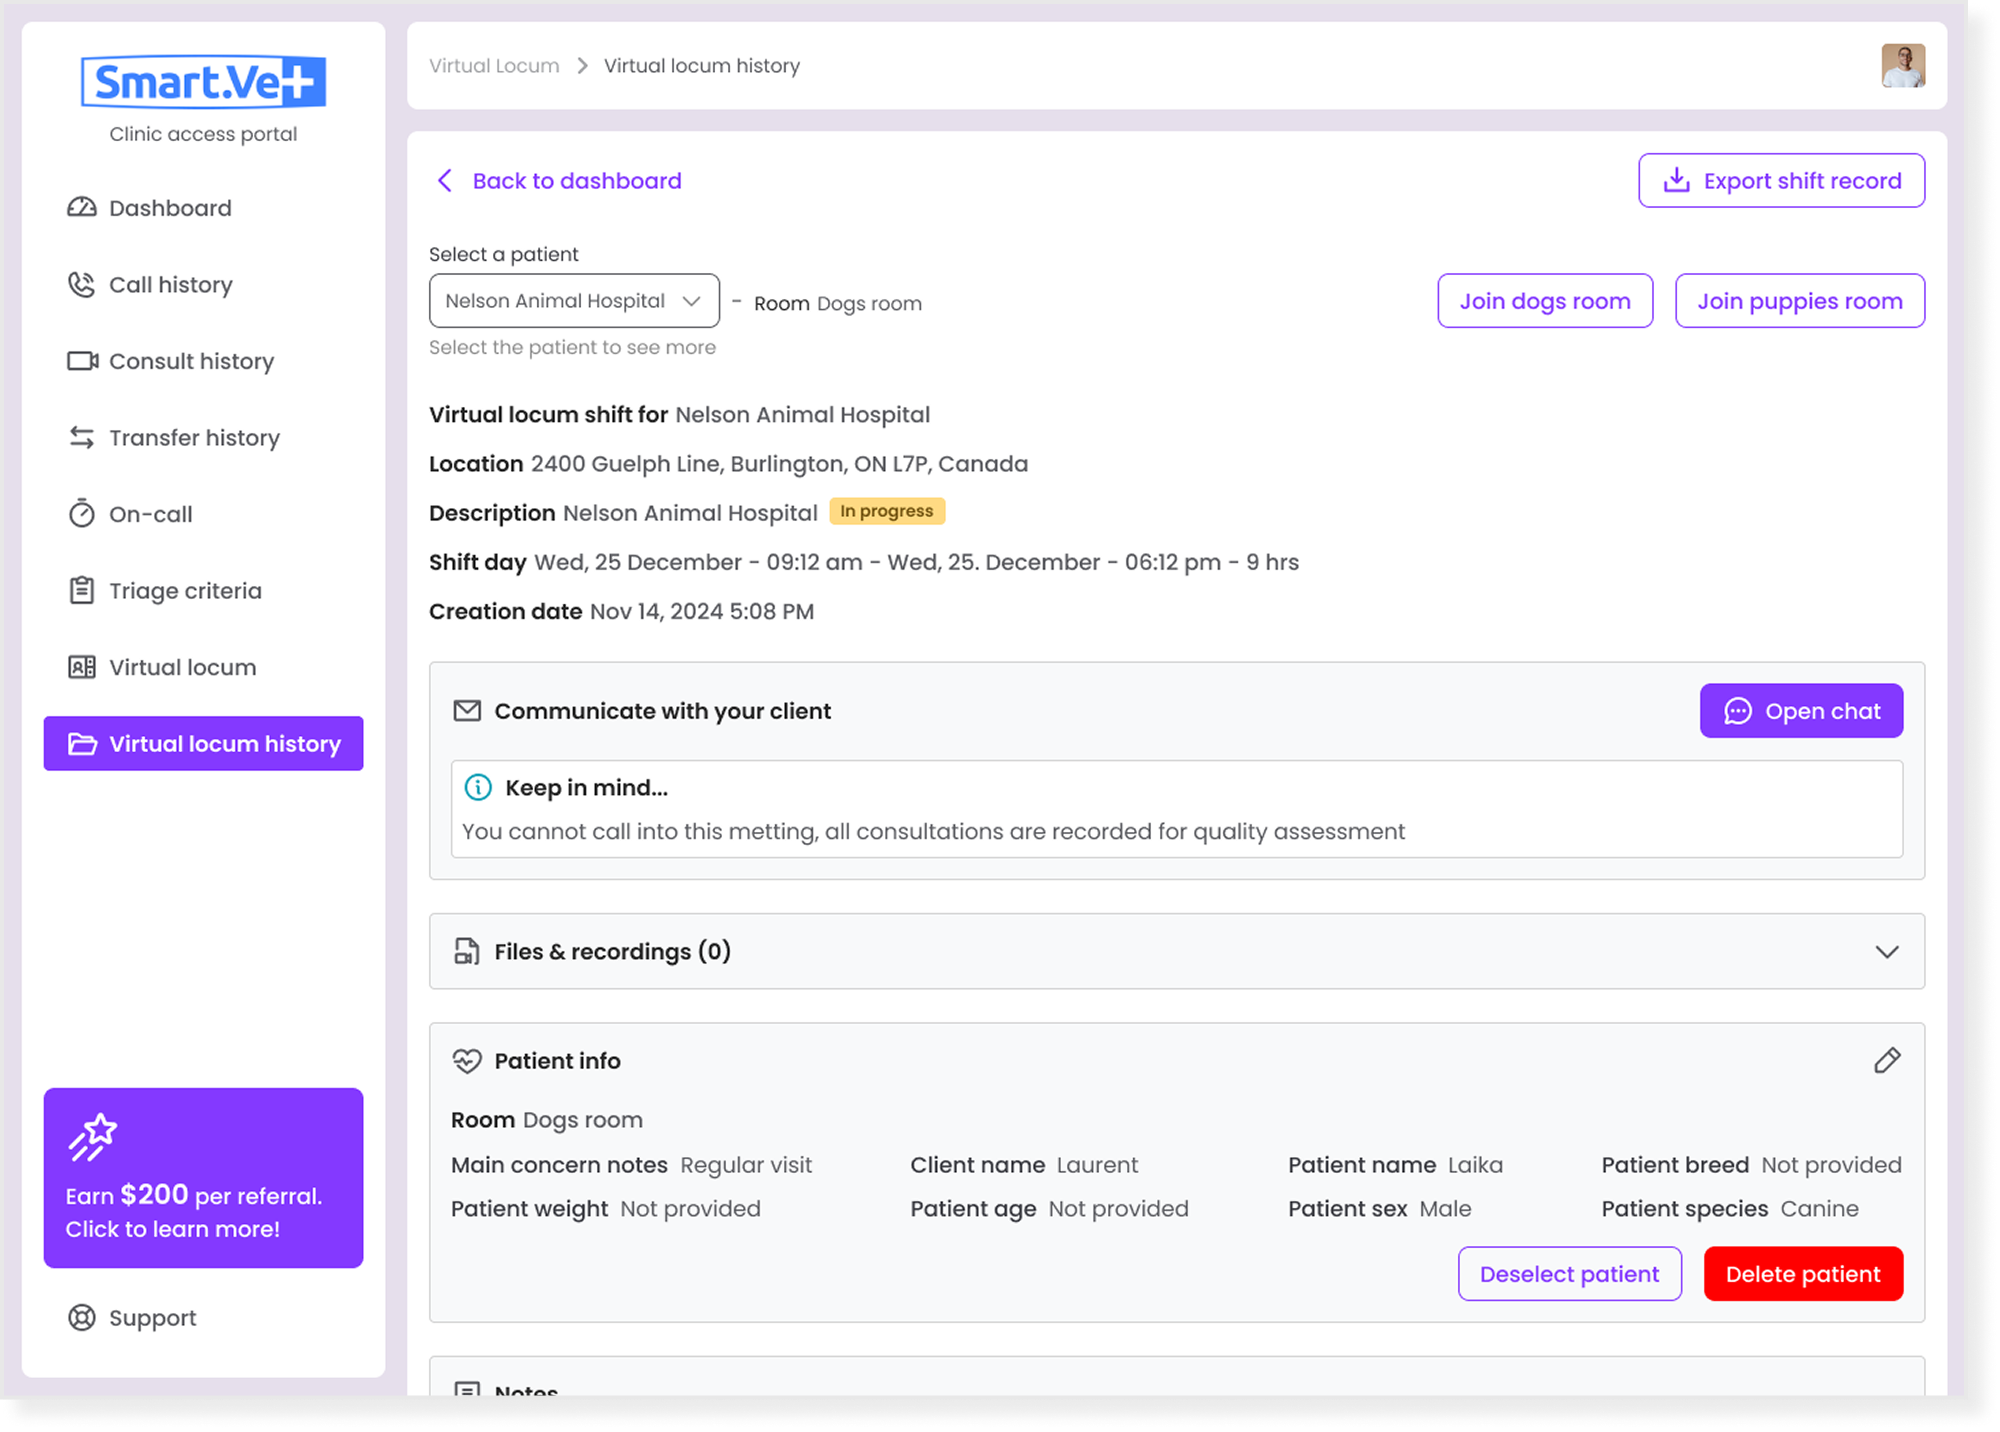 Smart.Vet
Clinic access portal
Dashboard
Call history
Consult history
Transfer history
On-call
Triage criteria
Virtual locum
Virtual locum history
Earn $200 per referral.
Click to learn more!
Support
Virtual Locum > Virtual locum history
Back to dashboard
Export shift record
Select a patient
Nelson Animal Hospital - Room Dogs room
Join dogs room
Join puppies room
Select the patient to see more
Virtual locum shift for Nelson Animal Hospital
Location 2400 Guelph Line, Burlington, ON L7P, Canada
Description Nelson Animal Hospital In progress
Shift day Wed, 25 December - 09:12 am - Wed, 25. December - 06:12 pm - 9 hrs
Creation date Nov 14, 2024 5:08 PM
Communicate with your client
Open chat
Keep in mind...
You cannot call into this metting, all consultations are recorded for quality assessment
Files & recordings (0)
Patient info
Room Dogs room
Main concern notes Regular visit Client name Laurent Patient name Laika Patient breed Not provided
Patient weight Not provided Patient age Not provided Patient sex Male Patient species Canine
Deselect patient
Delete patient
Notes